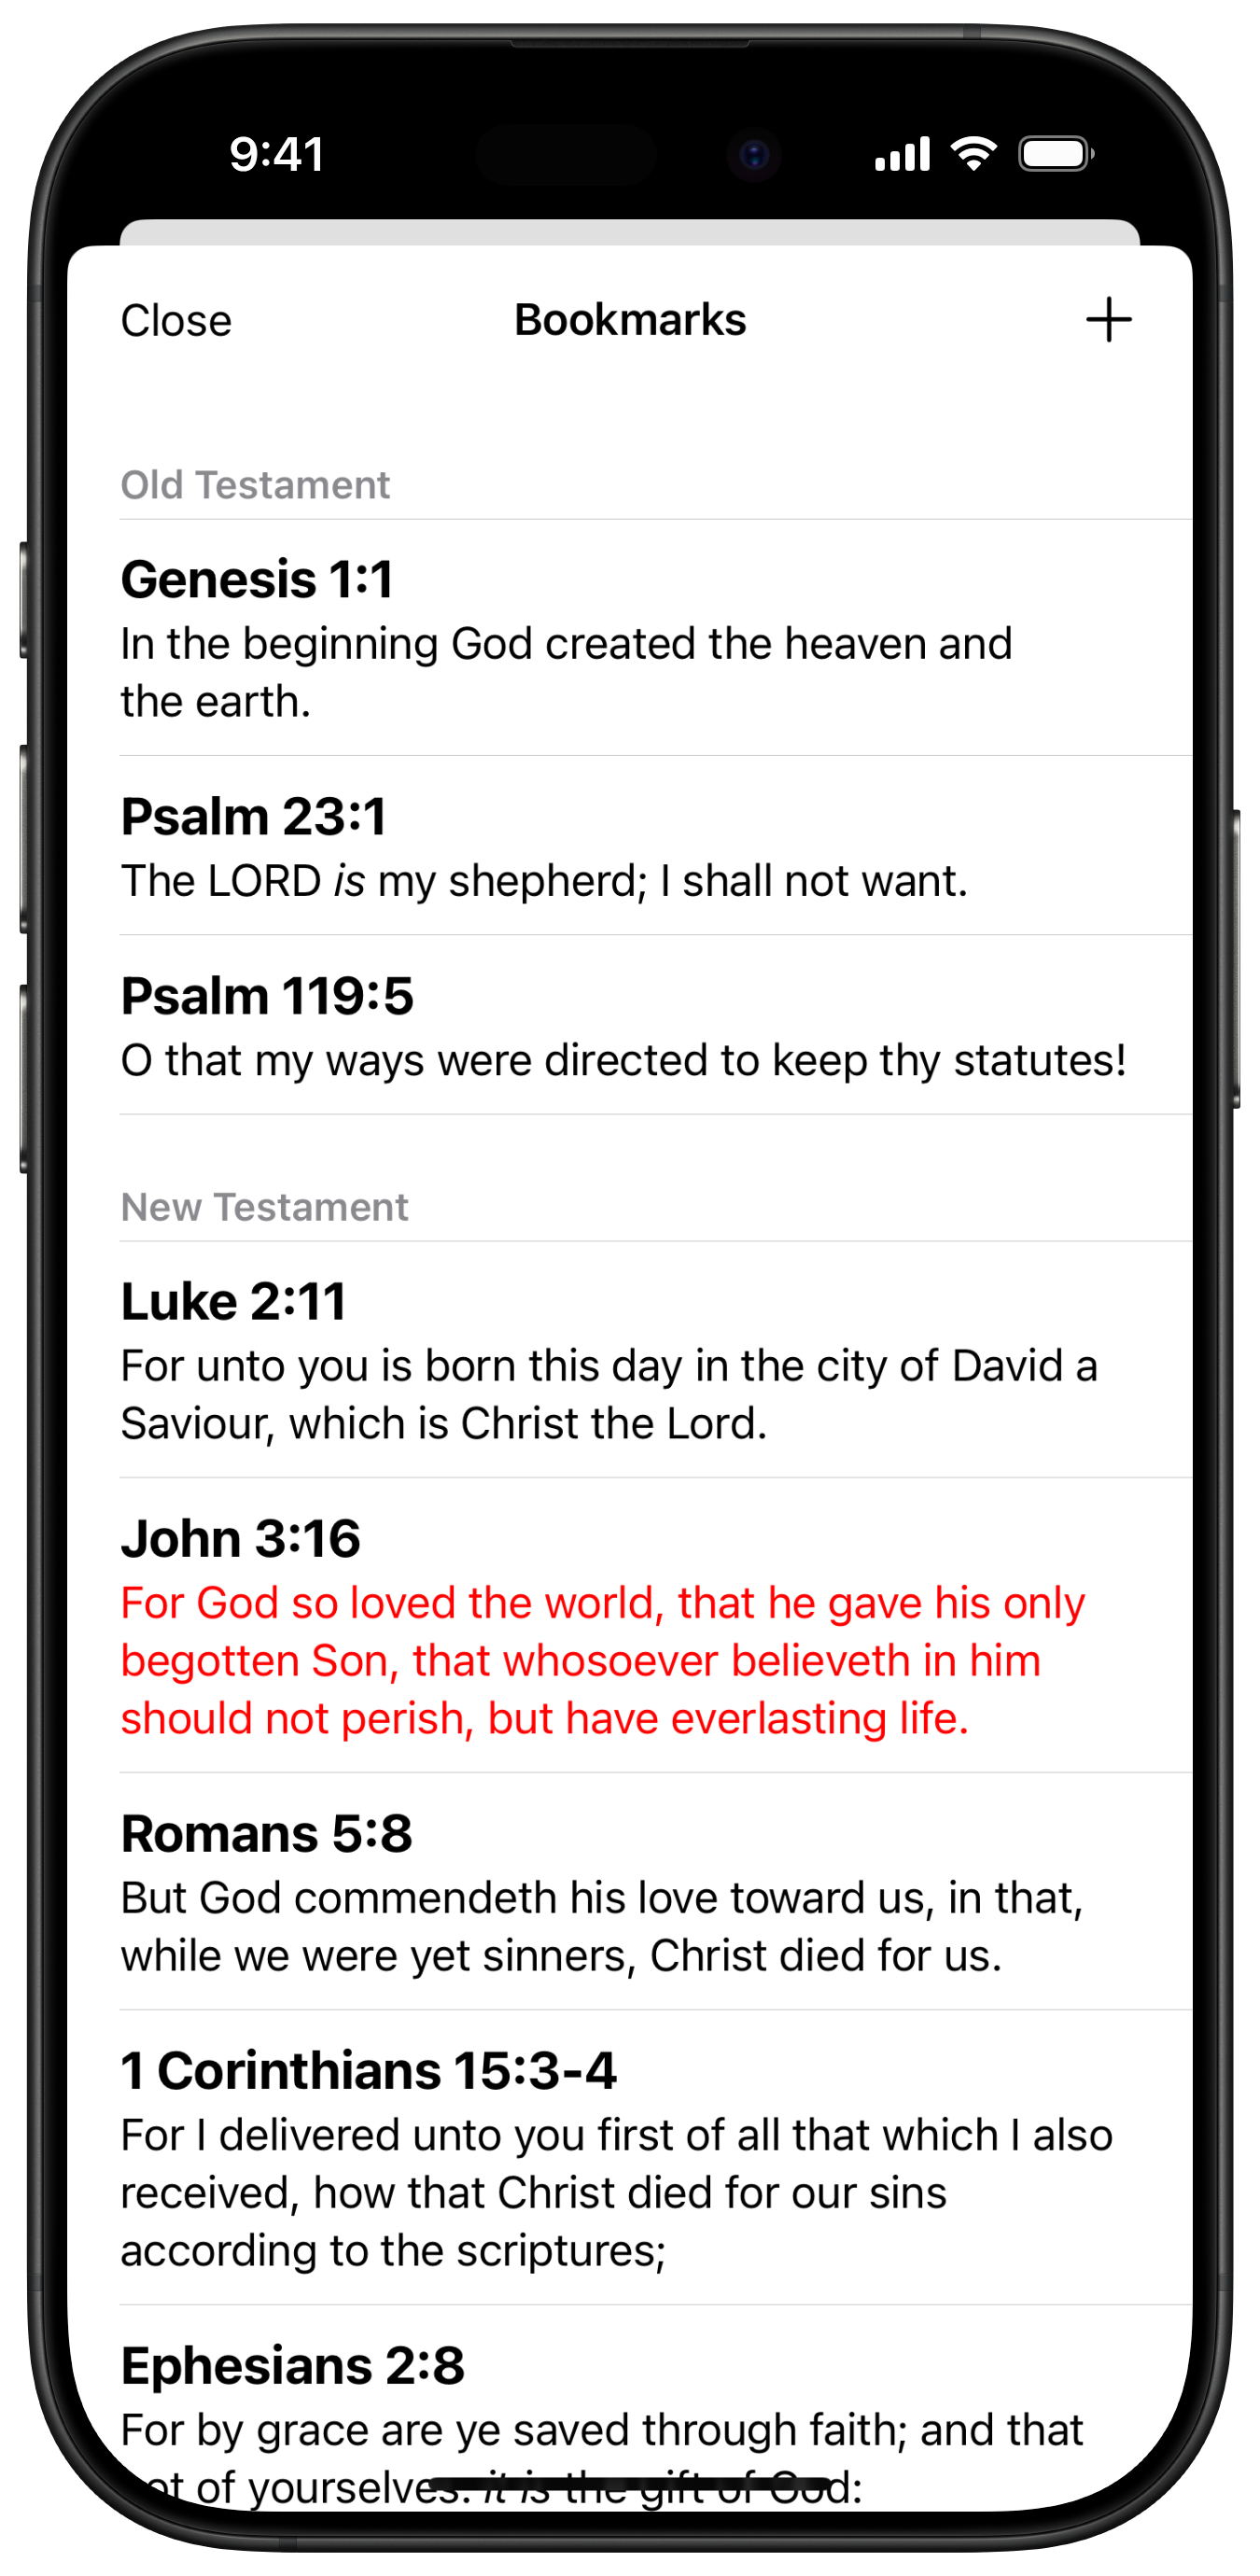 9:41
Close Bookmarks +
Old Testament
Genesis 1:1
In the beginning God created the heaven and
the earth.
Psalm 23:1
The LORD is my shepherd; I shall not want.
Psalm 119:5
O that my ways were directed to keep thy statutes!
New Testament
Luke 2:11
For unto you is born this day in the city of David a
Saviour, which is Christ the Lord.
John 3:16
For God so loved the world, that he gave his only
begotten Son, that whosoever believeth in him
should not perish, but have everlasting life.
Romans 5:8
But God commendeth his love toward us, in that,
while we were yet sinners, Christ died for us.
1 Corinthians 15:3-4
For I delivered unto you first of all that which I also
received, how that Christ died for our sins
according to the scriptures;
Ephesians 2:8
For by grace are ye saved through faith; and that
of yourselves: it is the gift of God: